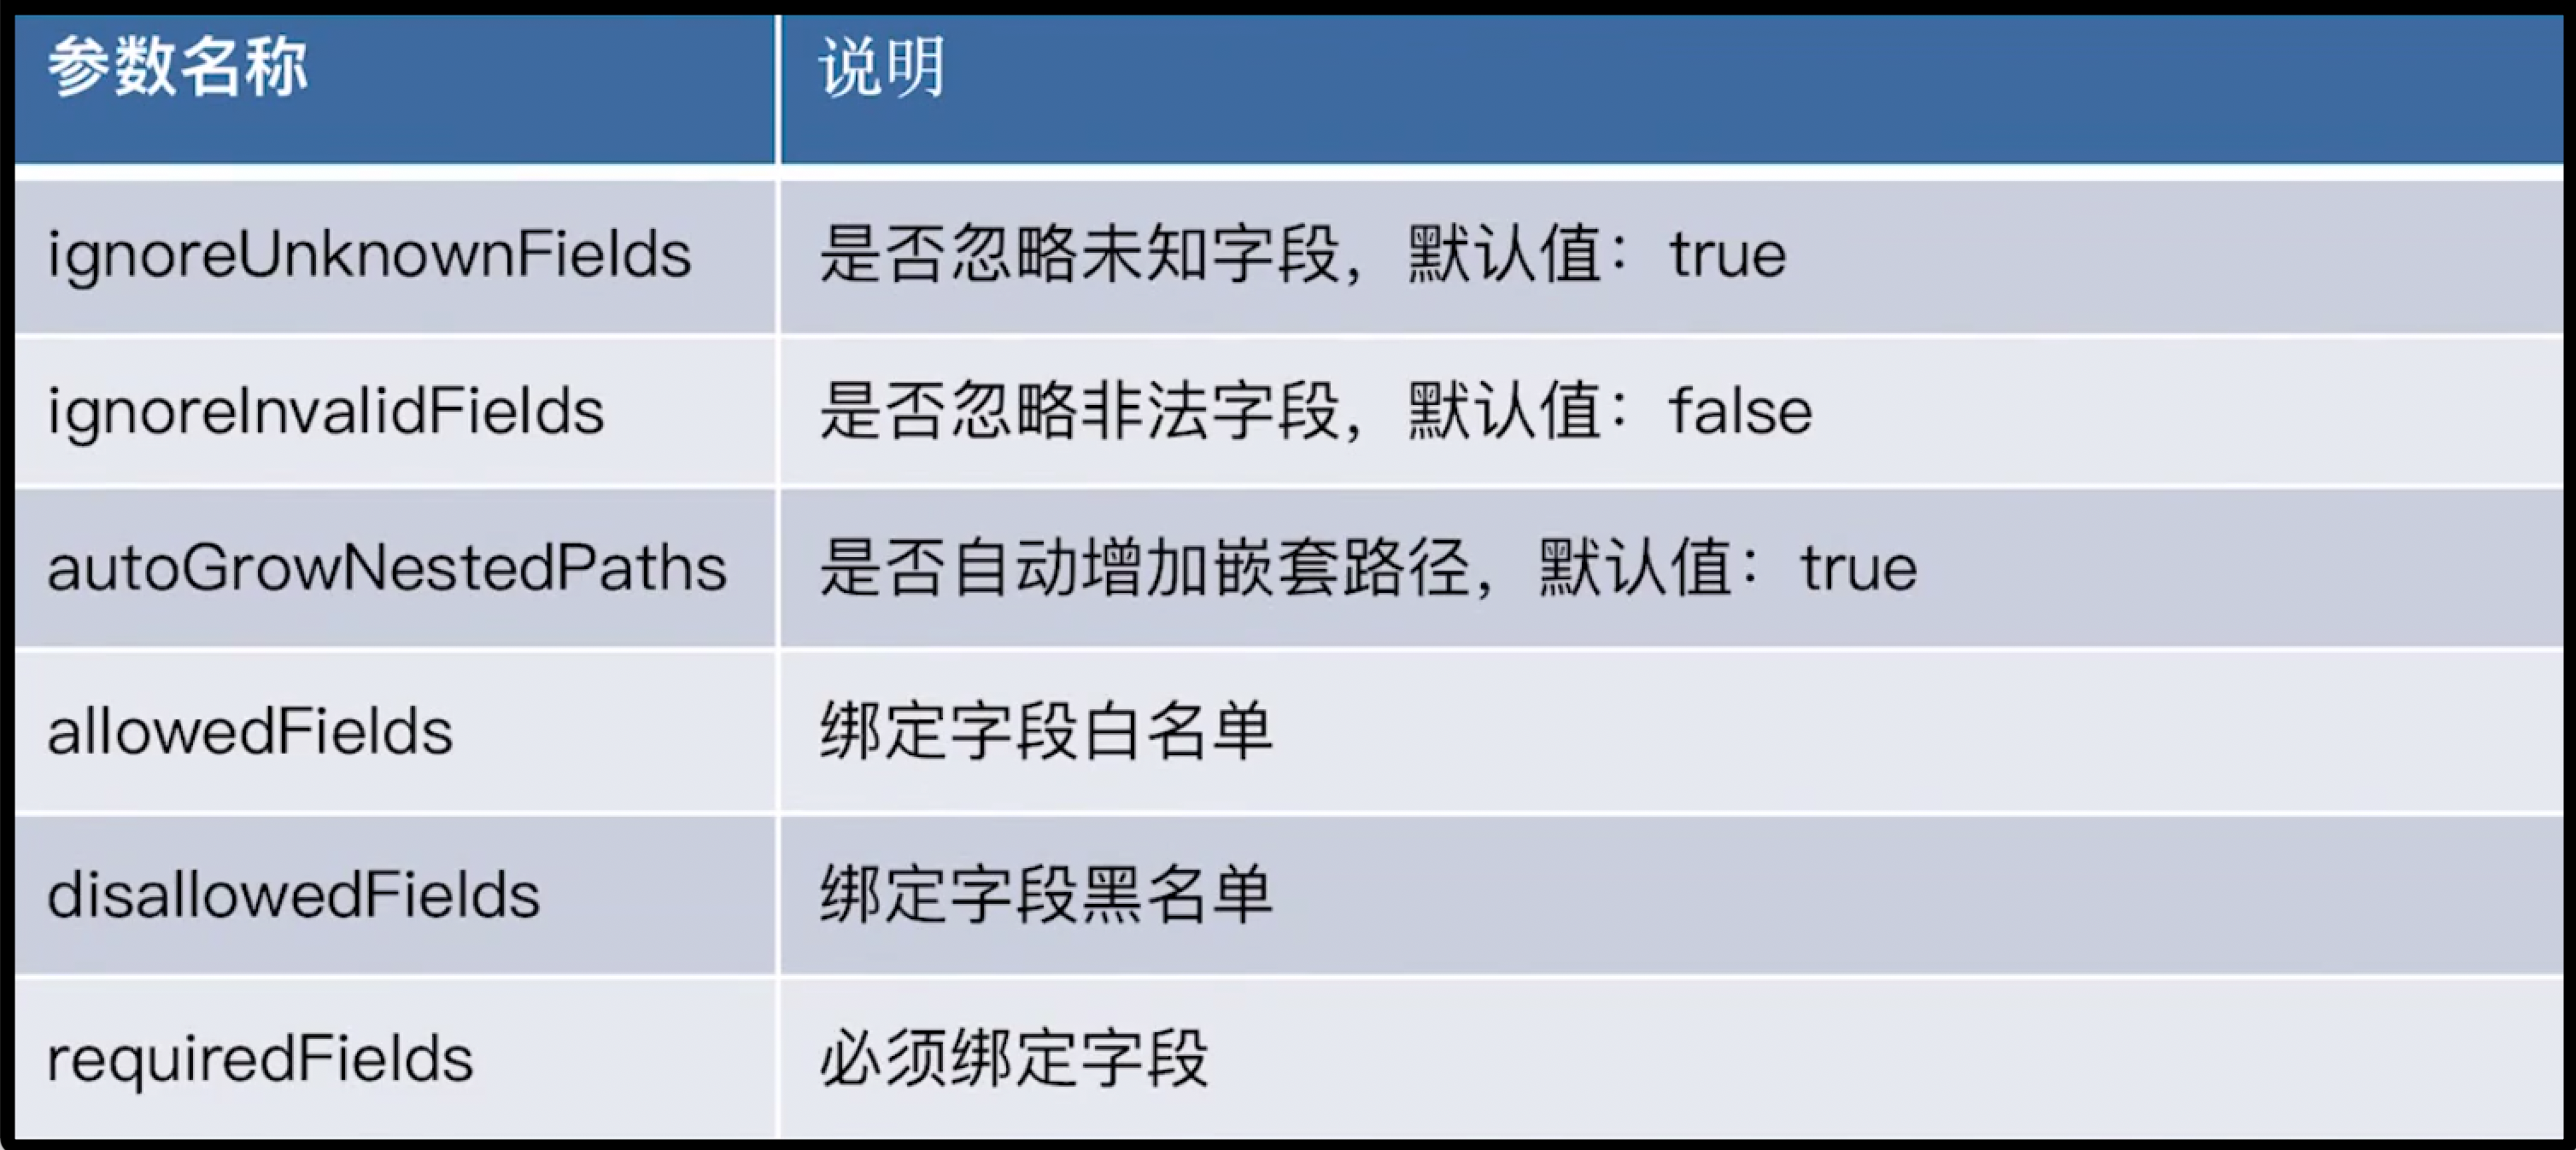 参数名称 说明
ignoreUnknownFields 是否忽略未知字段，默认值：true
ignoreInvalidFields 是否忽略非法字段，默认值：false
autoGrowNestedPaths 是否自动增加嵌套路径，默认值：true
allowedFields 绑定字段白名单
disallowedFields 绑定字段黑名单
requiredFields 必须绑定字段